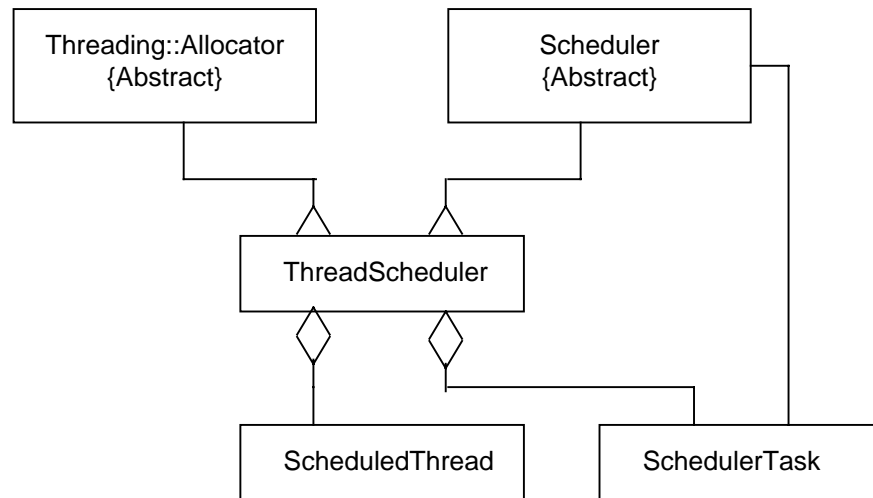 Threading::Allocator
{Abstract}
Scheduler
{Abstract}
ThreadScheduler
ScheduledThread
SchedulerTask